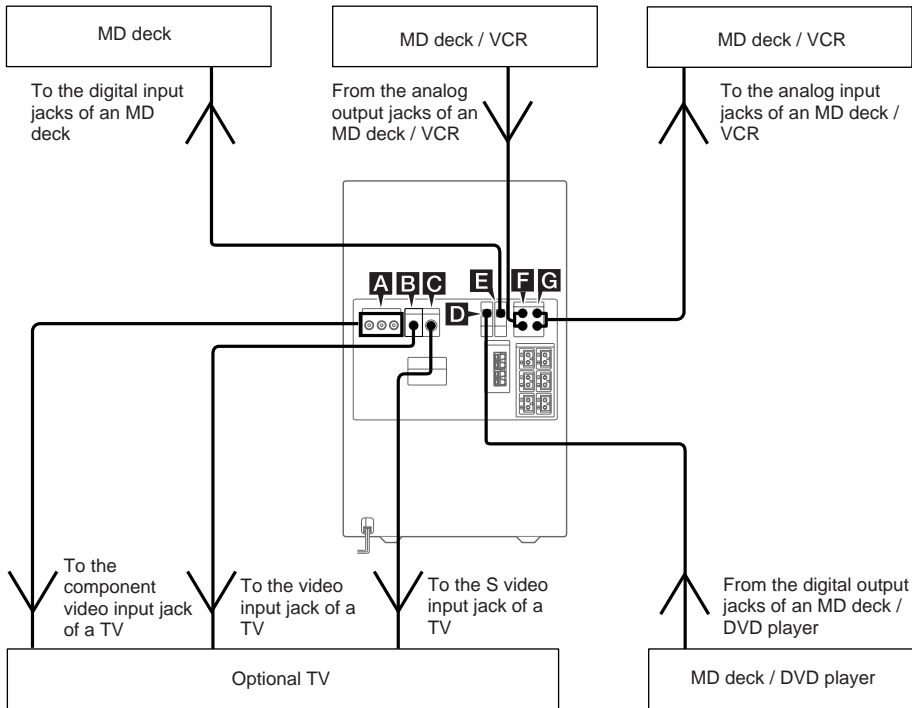 MD deck
MD deck / VCR
MD deck / VCR
To the digital input
jacks of an MD
deck
From the analog
output jacks of an
MD deck / VCR
To the analog input
jacks of an MD deck /
VCR
A
B
C
D
E
F
G
To the
component
video input jack
of a TV
To the video
input jack of a
TV
To the S video
input jack of a
TV
From the digital output
jacks of an MD deck /
DVD player
Optional TV
MD deck / DVD player